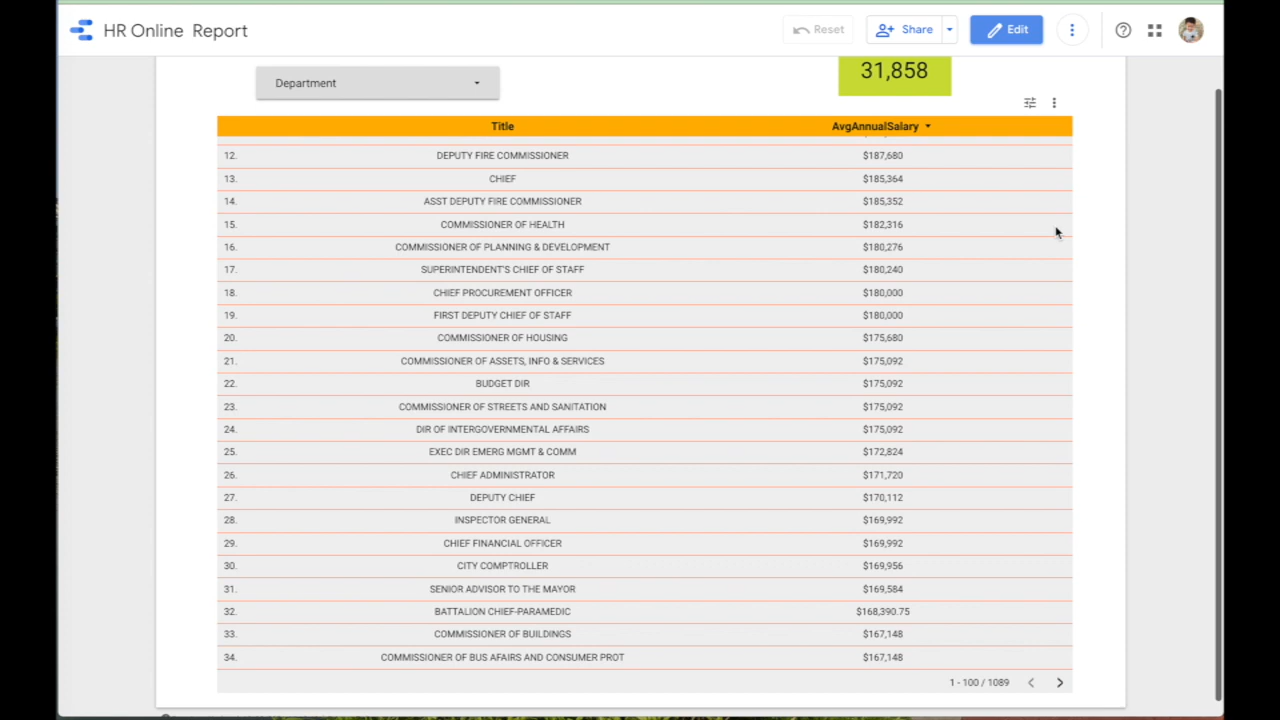 HR Online Report
Reset
Share
Edit
Department
31,858
Title AvgAnnualSalary
12. DEPUTY FIRE COMMISSIONER $187,680
13. CHIEF $185,364
14. ASST DEPUTY FIRE COMMISSIONER $185,352
15. COMMISSIONER OF HEALTH $182,316
16. COMMISSIONER OF PLANNING & DEVELOPMENT $180,276
17. SUPERINTENDENT'S CHIEF OF STAFF $180,240
18. CHIEF PROCUREMENT OFFICER $180,000
19. FIRST DEPUTY CHIEF OF STAFF $180,000
20. COMMISSIONER OF HOUSING $175,680
21. COMMISSIONER OF ASSETS, INFO & SERVICES $175,092
22. BUDGET DIR $175,092
23. COMMISSIONER OF STREETS AND SANITATION $175,092
24. DIR OF INTERGOVERNMENTAL AFFAIRS $175,092
25. EXEC DIR EMERG MGMT & COMM $172,824
26. CHIEF ADMINISTRATOR $171,720
27. DEPUTY CHIEF $170,112
28. INSPECTOR GENERAL $169,992
29. CHIEF FINANCIAL OFFICER $169,992
30. CITY COMPTROLLER $169,956
31. SENIOR ADVISOR TO THE MAYOR $169,584
32. BATTALION CHIEF-PARAMEDIC $168,390.75
33. COMMISSIONER OF BUILDINGS $167,148
34. COMMISSIONER OF BUS AFAIRS AND CONSUMER PROT $167,148
1 - 100 / 1089